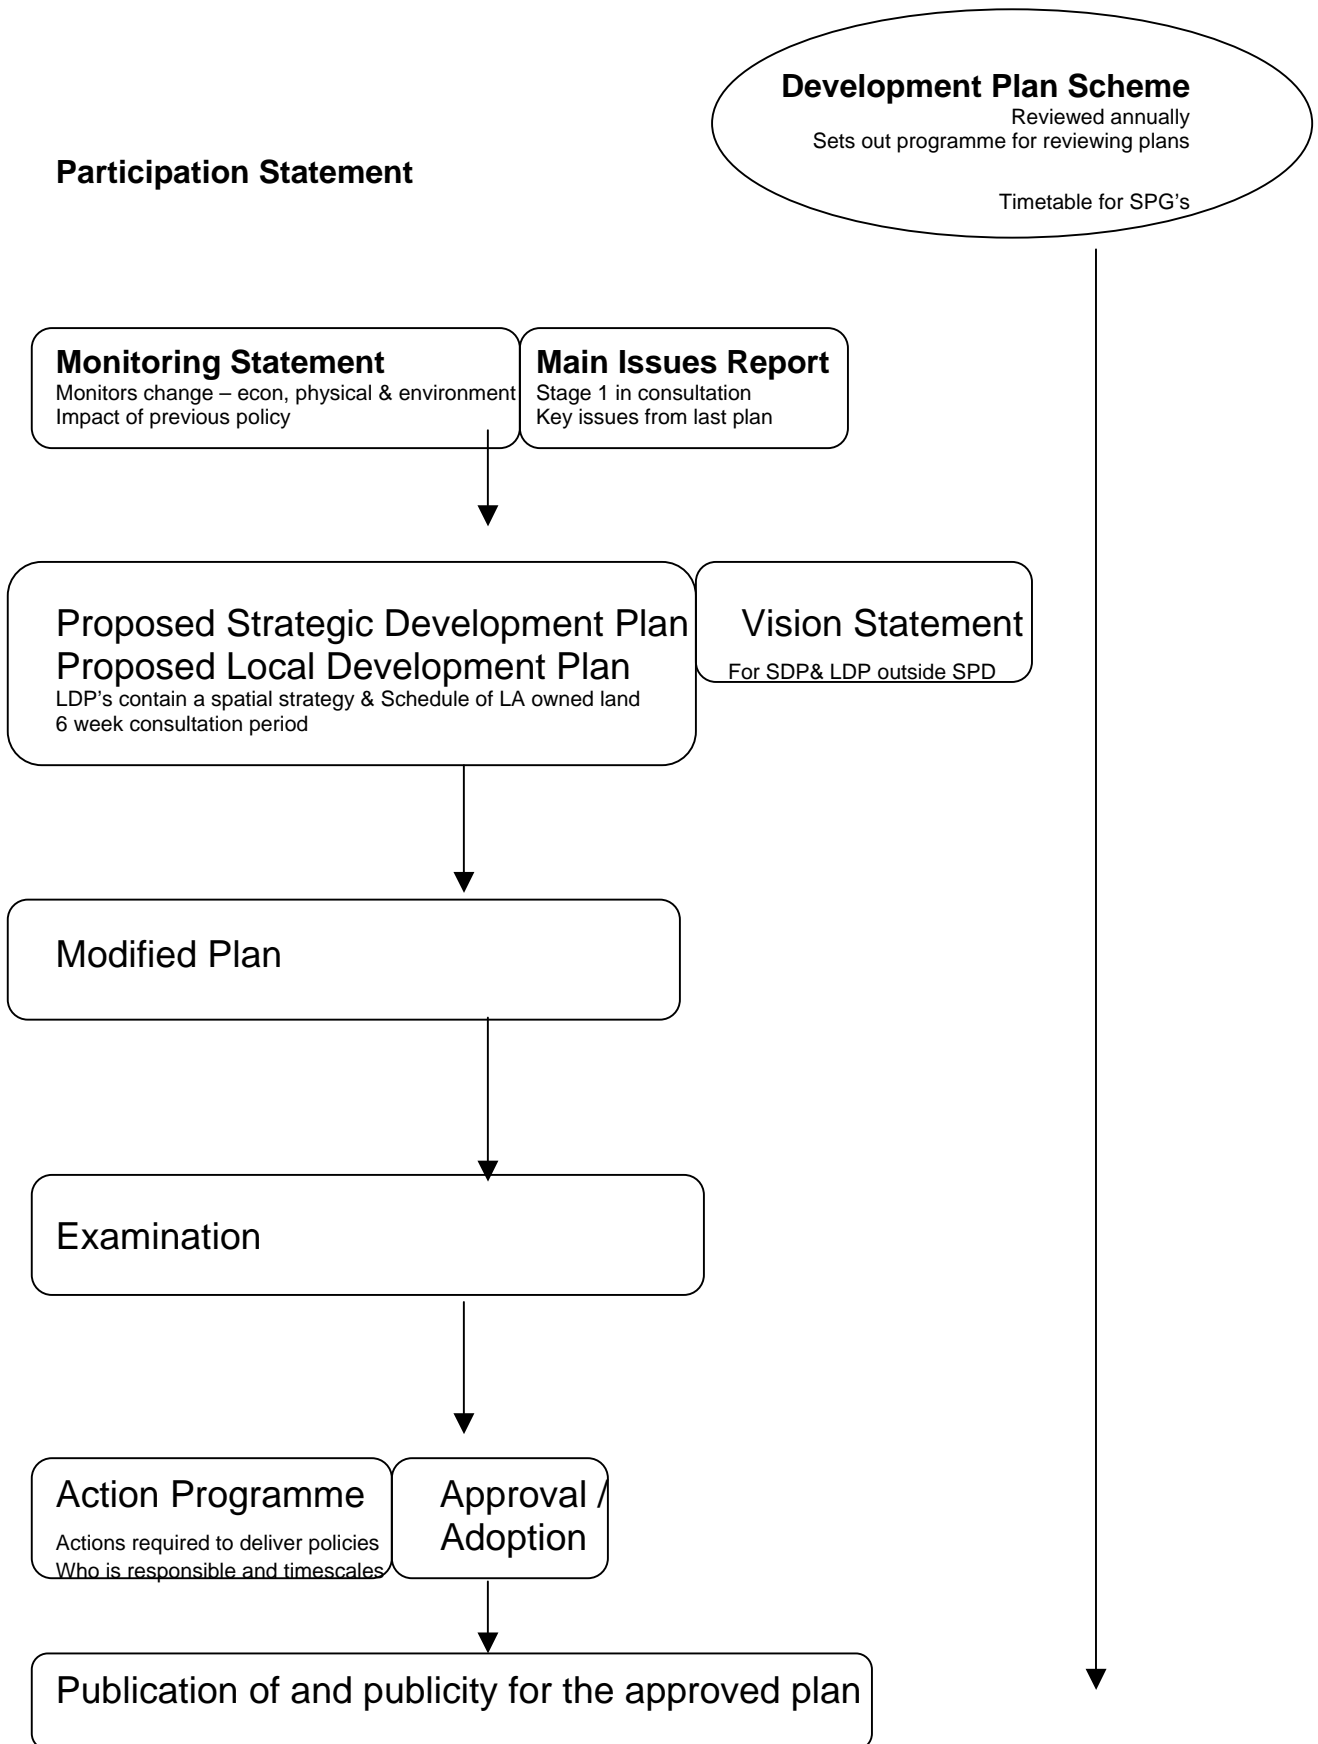 Development Plan Scheme
Reviewed annually
Sets out programme for reviewing plans
Timetable for SPG's
Participation Statement
Monitoring Statement
Monitors change – econ, physical & environment
Impact of previous policy
Main Issues Report
Stage 1 in consultation
Key issues from last plan
Proposed Strategic Development Plan
Proposed Local Development Plan
LDP's contain a spatial strategy & Schedule of LA owned land
6 week consultation period
Vision Statement
For SDP& LDP outside SPD
Modified Plan
Examination
Action Programme
Actions required to deliver policies
Who is responsible and timescales
Approval /
Adoption
Publication of and publicity for the approved plan